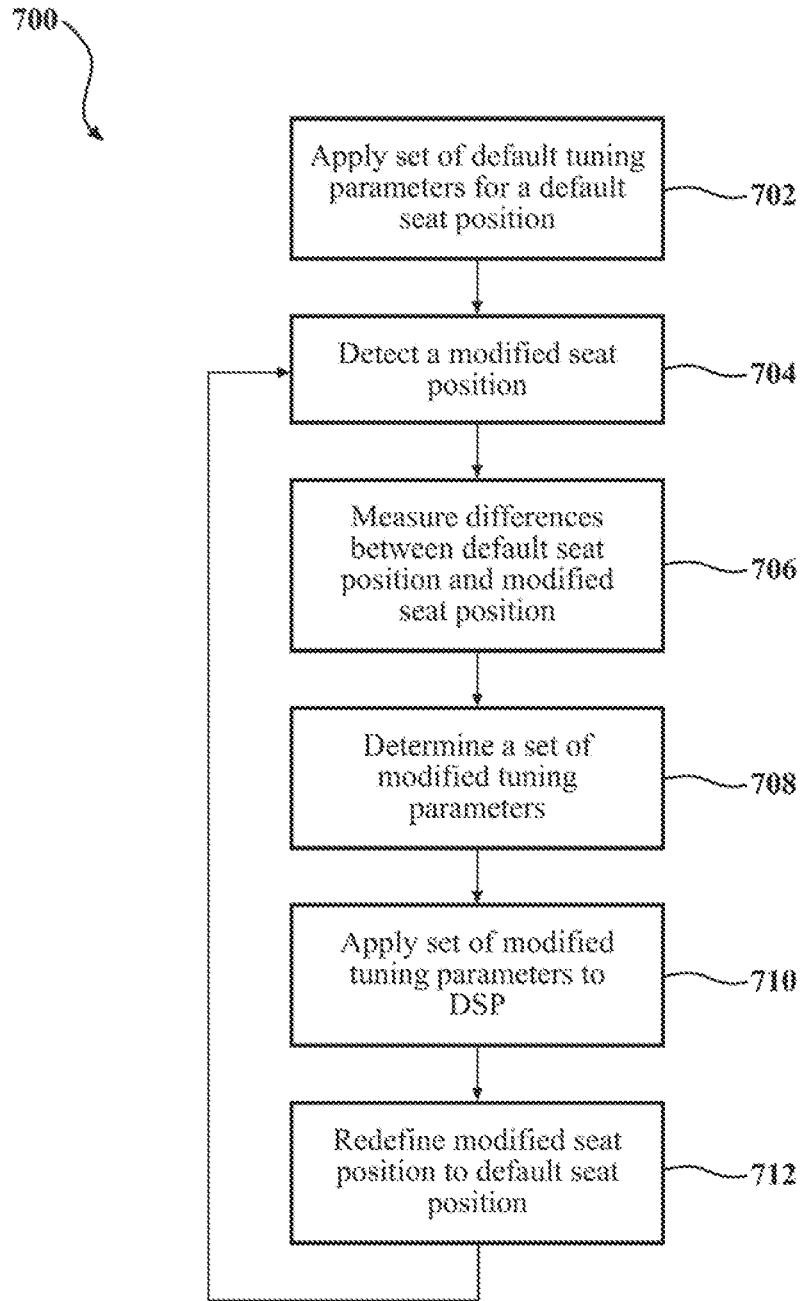 700
Apply set of default tuning
parameters for a default
seat position
702
Detect a modified seat
position
704
Measure differences
between default seat
position and modified
seat position
706
Determine a set of
modified tuning
parameters
708
Apply set of modified
tuning parameters to
DSP
710
Redefine modified seat
position to default seat
position
712